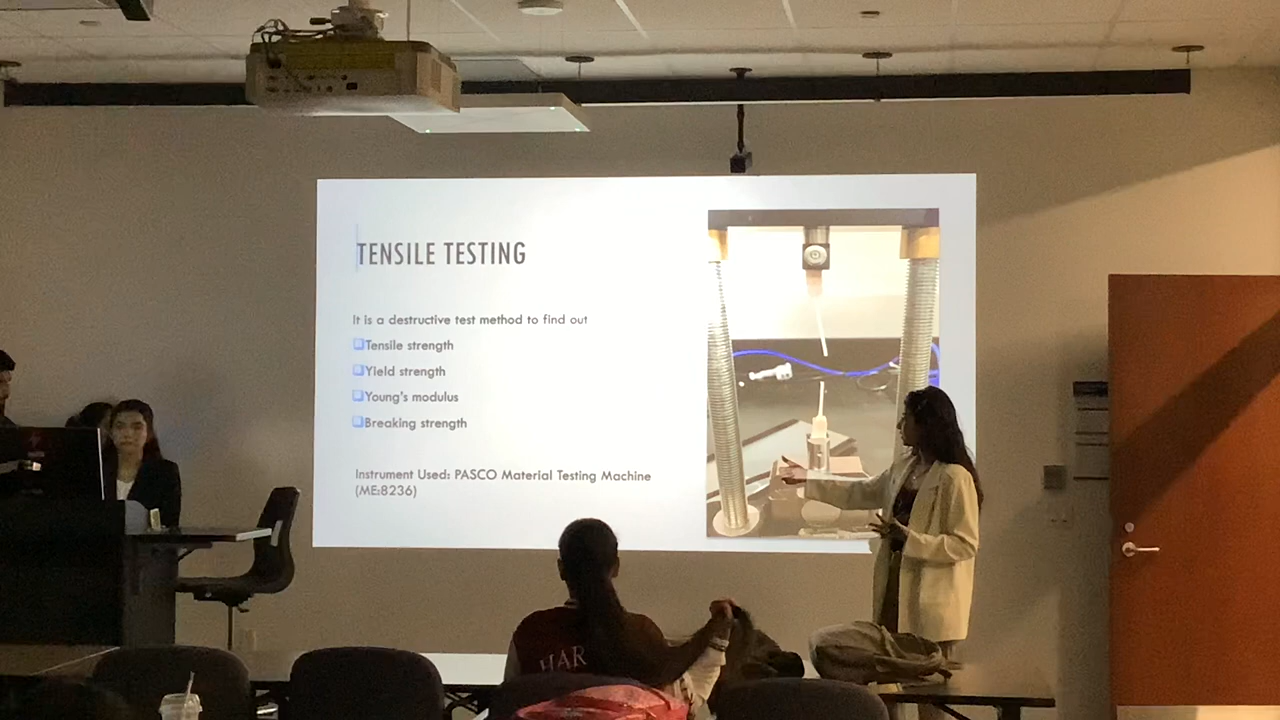 TENSILE TESTING
It is a destructive test method to find out
Tensile strength
Yield strength
Young's modulus
Breaking strength
Instrument Used: PASCO Material Testing Machine
(ME:8236)
HAR